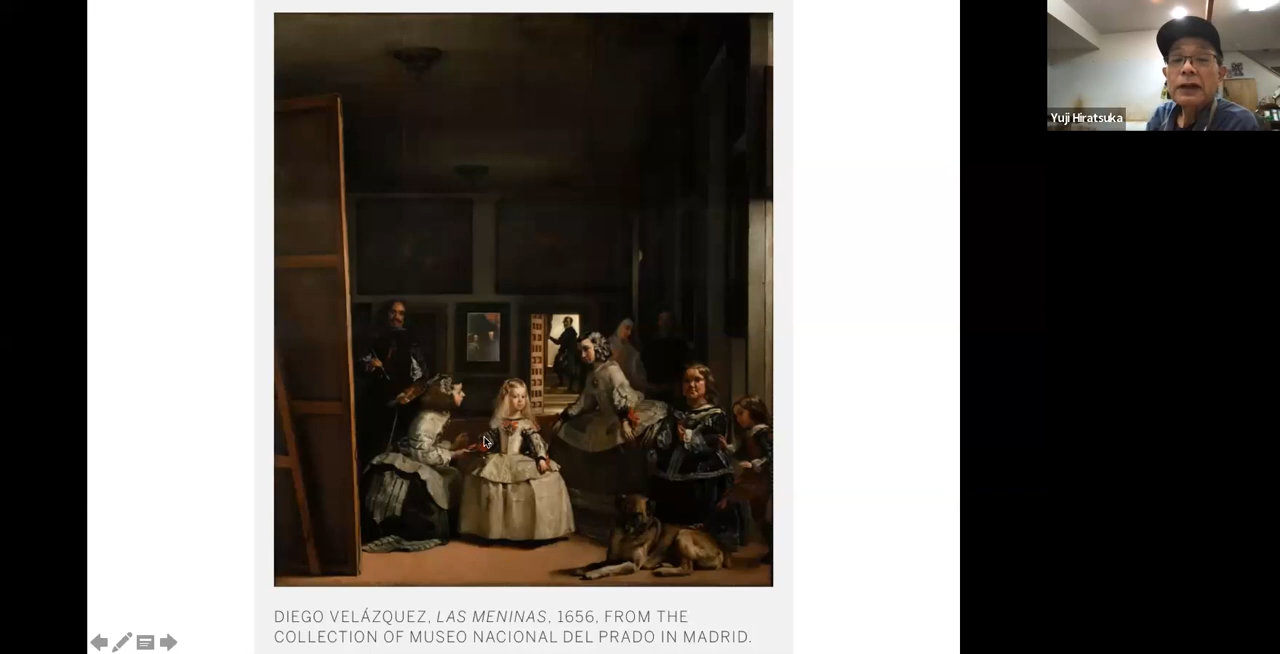 Yuji Hiratsuka
DIEGO VELÁZQUEZ, LAS MENINAS, 1656, FROM THE
COLLECTION OF MUSEO NACIONAL DEL PRADO IN MADRID.